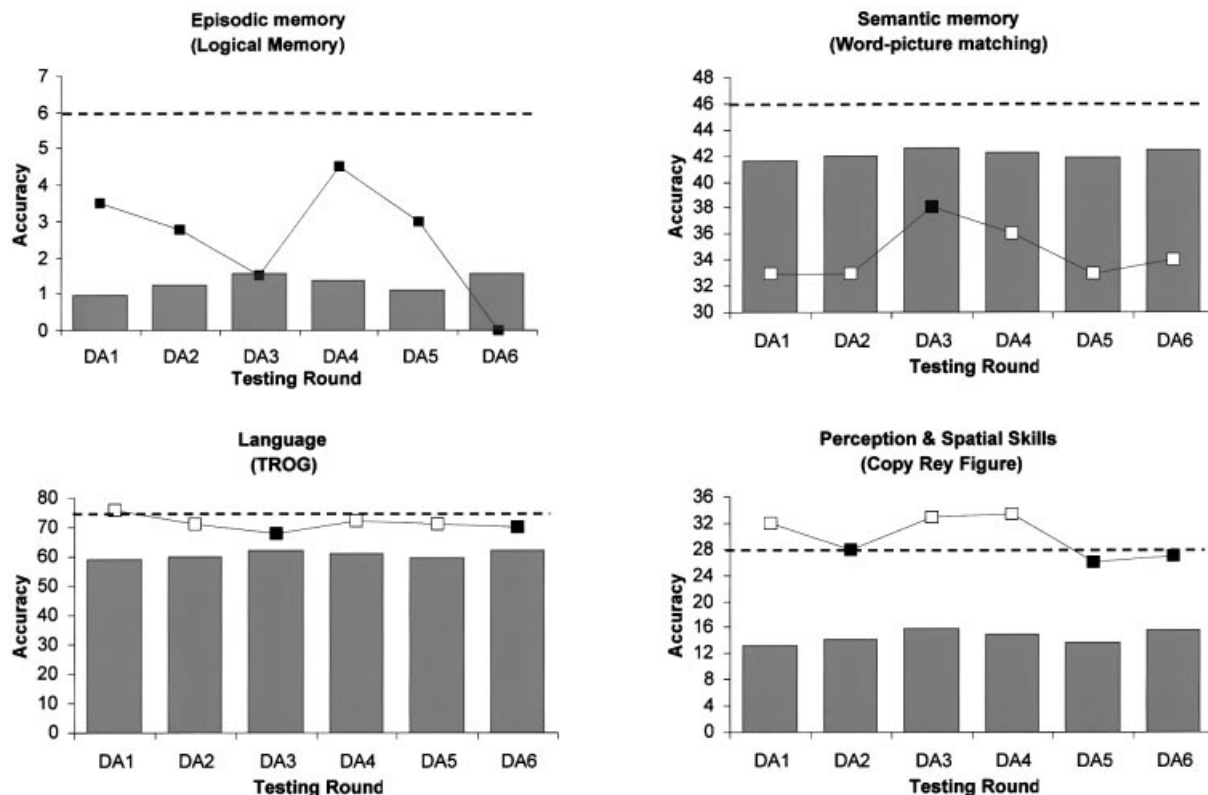 Episodic memory
(Logical Memory)
7
6
5
4
3
2
1
0
Accuracy
DA1 DA2 DA3 DA4 DA5 DA6
Testing Round
Semantic memory
(Word-picture matching)
48
46
44
42
40
38
36
34
32
30
Accuracy
DA1 DA2 DA3 DA4 DA5 DA6
Testing Round
Language
(TROG)
80
70
60
50
40
30
20
10
0
Accuracy
DA1 DA2 DA3 DA4 DA5 DA6
Testing Round
Perception & Spatial Skills
(Copy Rey Figure)
36
32
28
24
20
16
12
8
4
0
Accuracy
DA1 DA2 DA3 DA4 DA5 DA6
Testing Round